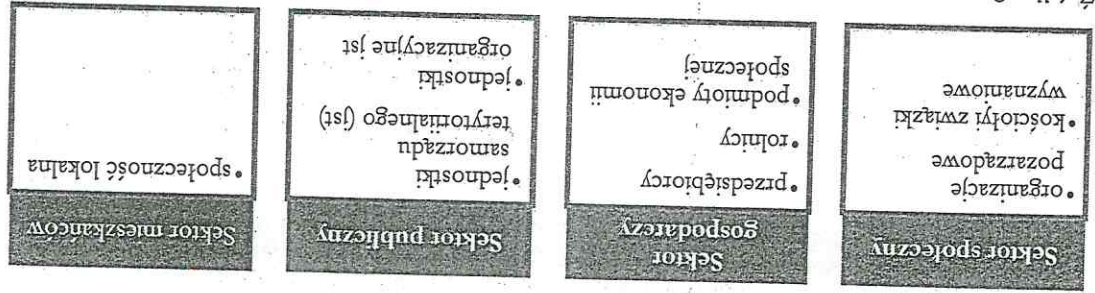 Sektor społeczny
• organizacje
pozarządowe
• kościoły i związki
wyznaniowe
Sektor
gospodarczy
• przedsiębiorcy
• rolnicy
• podmioty ekonomii
społecznej
Sektor publiczny
• jednostki
samorządu
terytorialnego (jst)
• jednostki
organizacyjne jst
Sektor mieszkańców
• społeczność lokalna